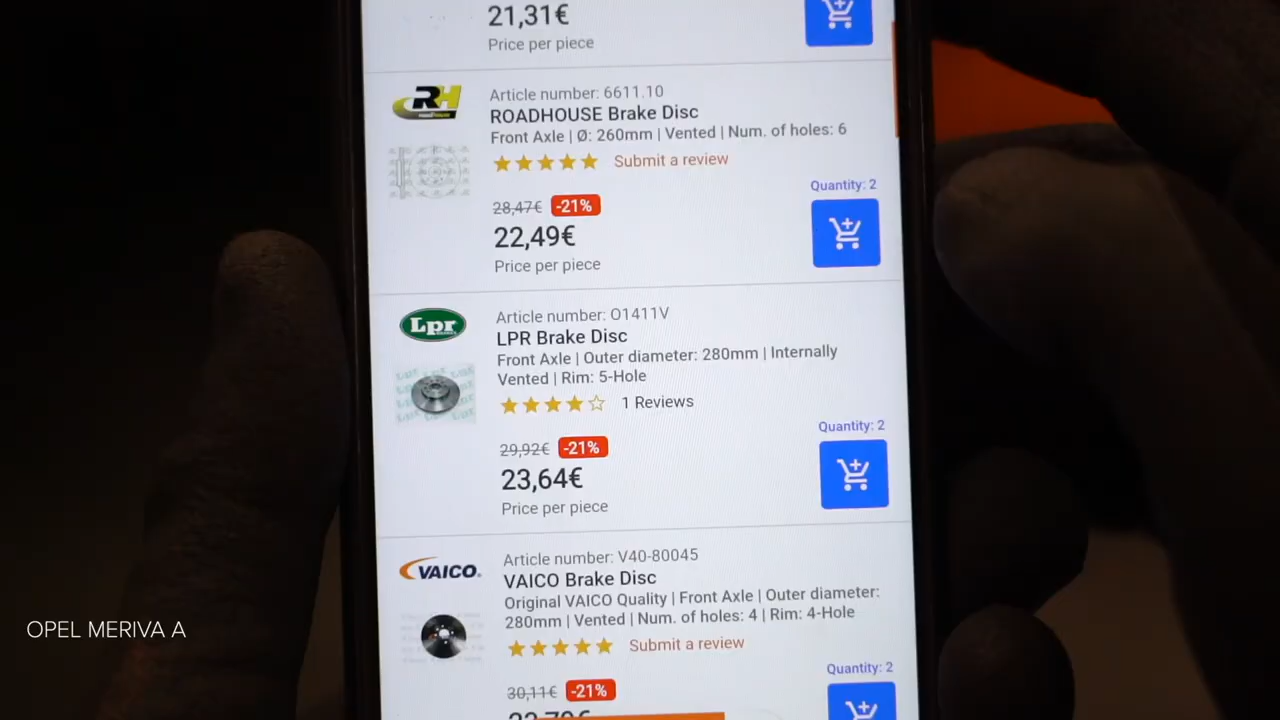 21,31€
Price per piece
RH
Article number: 6611.10
ROADHOUSE Brake Disc
Front Axle | Ø: 260mm | Vented | Num. of holes: 6
Submit a review
Quantity: 2
28,47€ -21%
22,49€
Price per piece
Lpr
Article number: O1411V
LPR Brake Disc
Front Axle | Outer diameter: 280mm | Internally
Vented | Rim: 5-Hole
1 Reviews
Quantity: 2
29,92€ -21%
23,64€
Price per piece
VAICO
Article number: V40-80045
VAICO Brake Disc
Original VAICO Quality | Front Axle | Outer diameter:
280mm | Vented | Num. of holes: 4 | Rim: 4-Hole
Submit a review
Quantity: 2
30,11€ -21%
OPEL MERIVA A